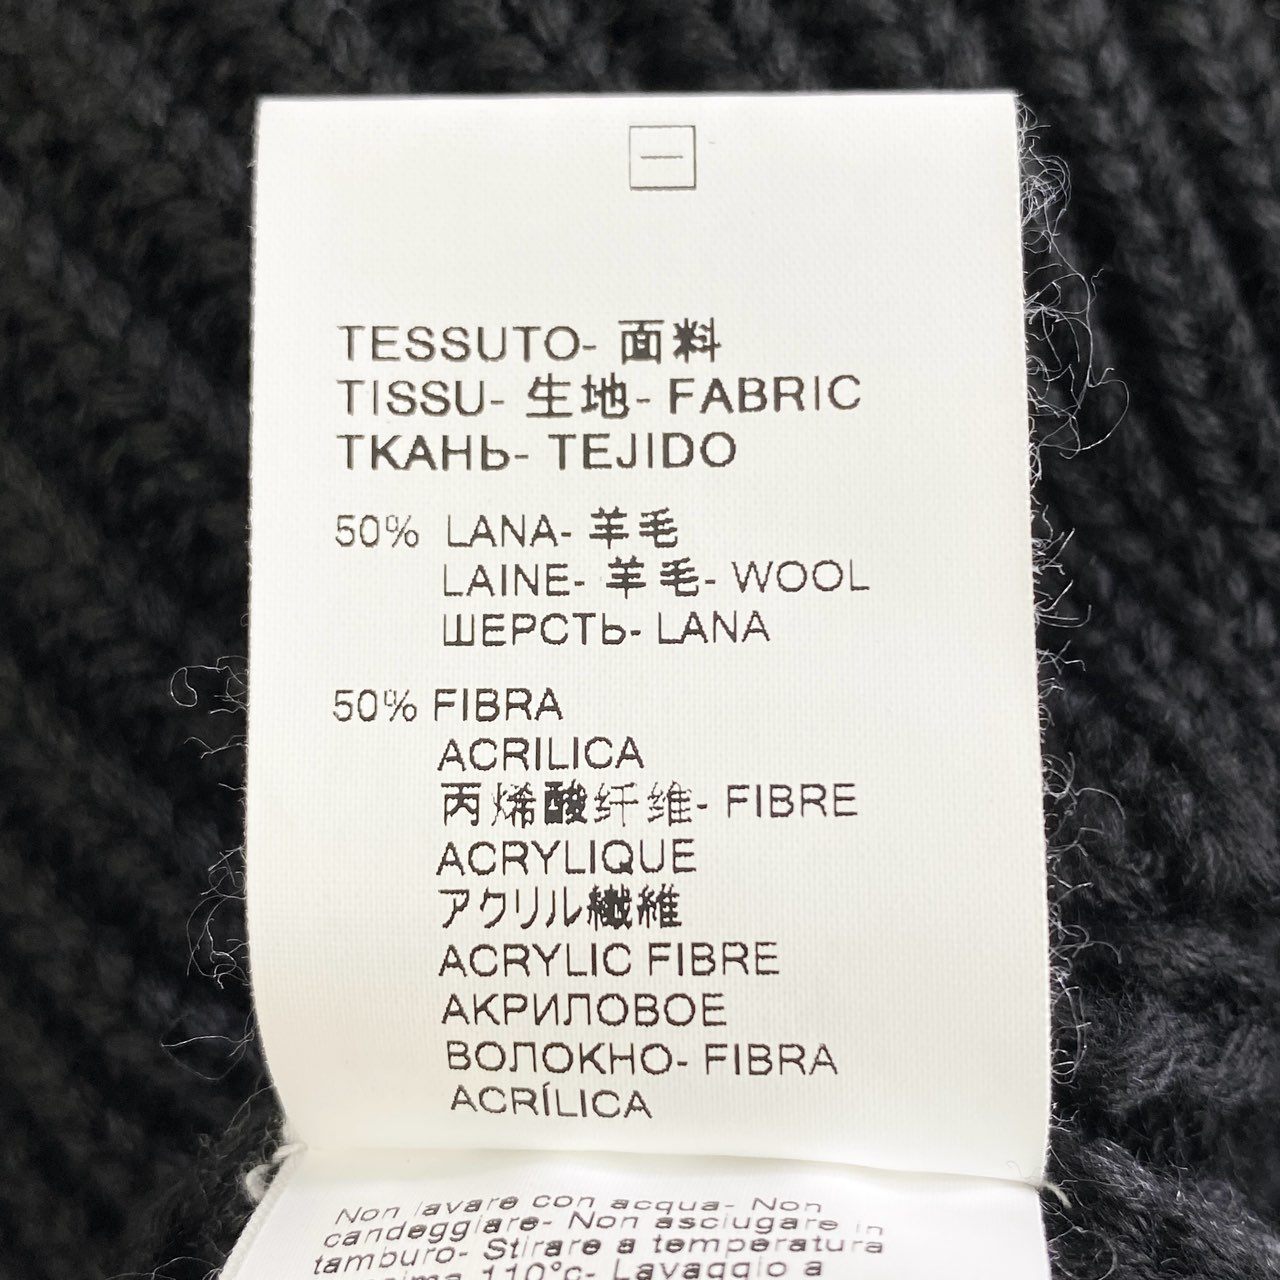 TESSUTO- 面料
TISSU- 生地- FABRIC
ТКАНЬ- TEJIDO
50% LANA- 羊毛
LAINE- 羊毛- WOOL
ШЕРСТЬ- LANA
50% FIBRA
ACRILICA
丙烯酸纤维- FIBRE
ACRYLIQUE
アクリル繊維
ACRYLIC FIBRE
АКРИЛОВОЕ
ВОЛОКНО- FIBRA
ACRÍLICA
Non lavare con acqua- Non
candeggiare- Non asciugare in
tamburo- Stirare a temperatura
110°c- Lavaggio a